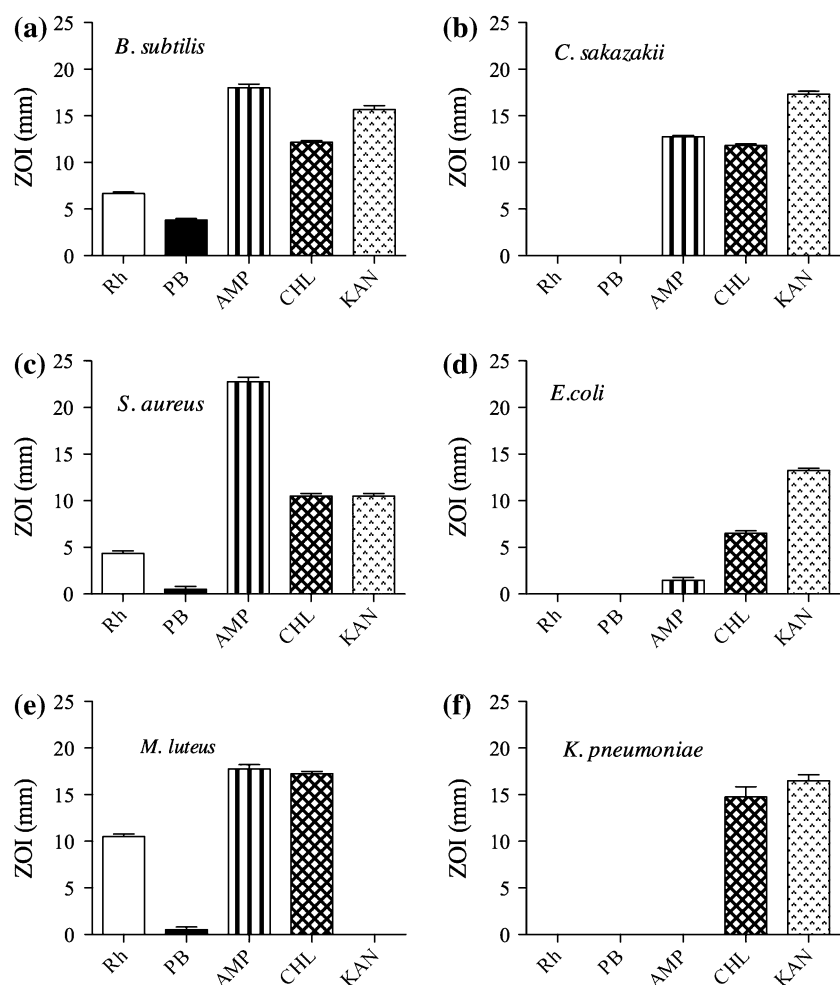 (a)
B. subtilis
ZOI (mm)
25
20
15
10
5
0
Rh PB AMP CHL KAN
(b)
C. sakazakii
ZOI (mm)
25
20
15
10
5
0
Rh PB AMP CHL KAN
(c)
S. aureus
ZOI (mm)
25
20
15
10
5
0
Rh PB AMP CHL KAN
(d)
E.coli
ZOI (mm)
25
20
15
10
5
0
Rh PB AMP CHL KAN
(e)
M. luteus
ZOI (mm)
25
20
15
10
5
0
Rh PB AMP CHL KAN
(f)
K. pneumoniae
ZOI (mm)
25
20
15
10
5
0
Rh PB AMP CHL KAN